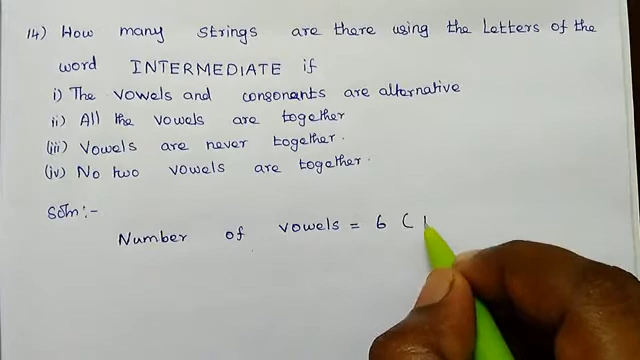 14) How many strings are there using the Letters of the
word INTERMEDIATE if
i) The vowels and consonants are alternative
ii) All the vowels are together
(iii) Vowels are never together.
(iv) No two vowels are together.
Soln:-
Number of vowels = 6 ( I